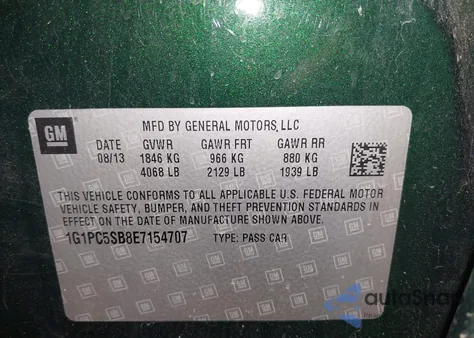 GM
MFD BY GENERAL MOTORS, LLC
DATE GVWR GAWR FRT GAWR RR
08/13 1846 KG 966 KG 880 KG
4068 LB 2129 LB 1939 LB
THIS VEHICLE CONFORMS TO ALL APPLICABLE U.S. FEDERAL MOTOR
VEHICLE SAFETY, BUMPER, AND THEFT PREVENTION STANDARDS IN
EFFECT ON THE DATE OF MANUFACTURE SHOWN ABOVE.
1G1PC5SB8E7154707 TYPE: PASS CAR